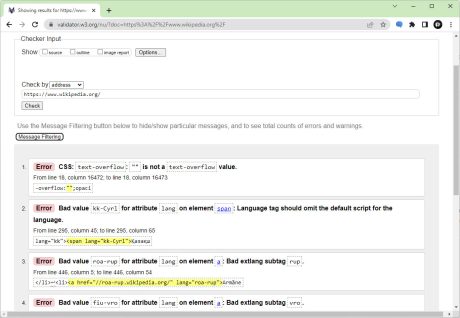 Showing results for https://www
validator.w3.org/nu/?doc=https%3A%2F%2Fwww.wikipedia.org%2F
Checker Input
Show source outline image report Options...
Check by address
https://www.wikipedia.org/
Check
Use the Message Filtering button below to hide/show particular messages, and to see total counts of errors and warnings.
Message Filtering
1. Error CSS: text-overflow: "" is not a text-overflow value.
From line 18, column 16472; to line 18, column 16473
-overflow:"";opaci
2. Error Bad value kk-Cyrl for attribute lang on element span: Language tag should omit the default script for the
language.
From line 295, column 45; to line 295, column 65
lang="kk"><span lang="kk-Cyrl">Қазақш
3. Error Bad value roa-rup for attribute lang on element a: Bad extlang subtag rup.
From line 446, column 5; to line 446, column 54
</li>↩<li><a href="//roa-rup.wikipedia.org/" lang="roa-rup">Armãne
4. Error Bad value fiu-vro for attribute lang on element a: Bad extlang subtag vro.